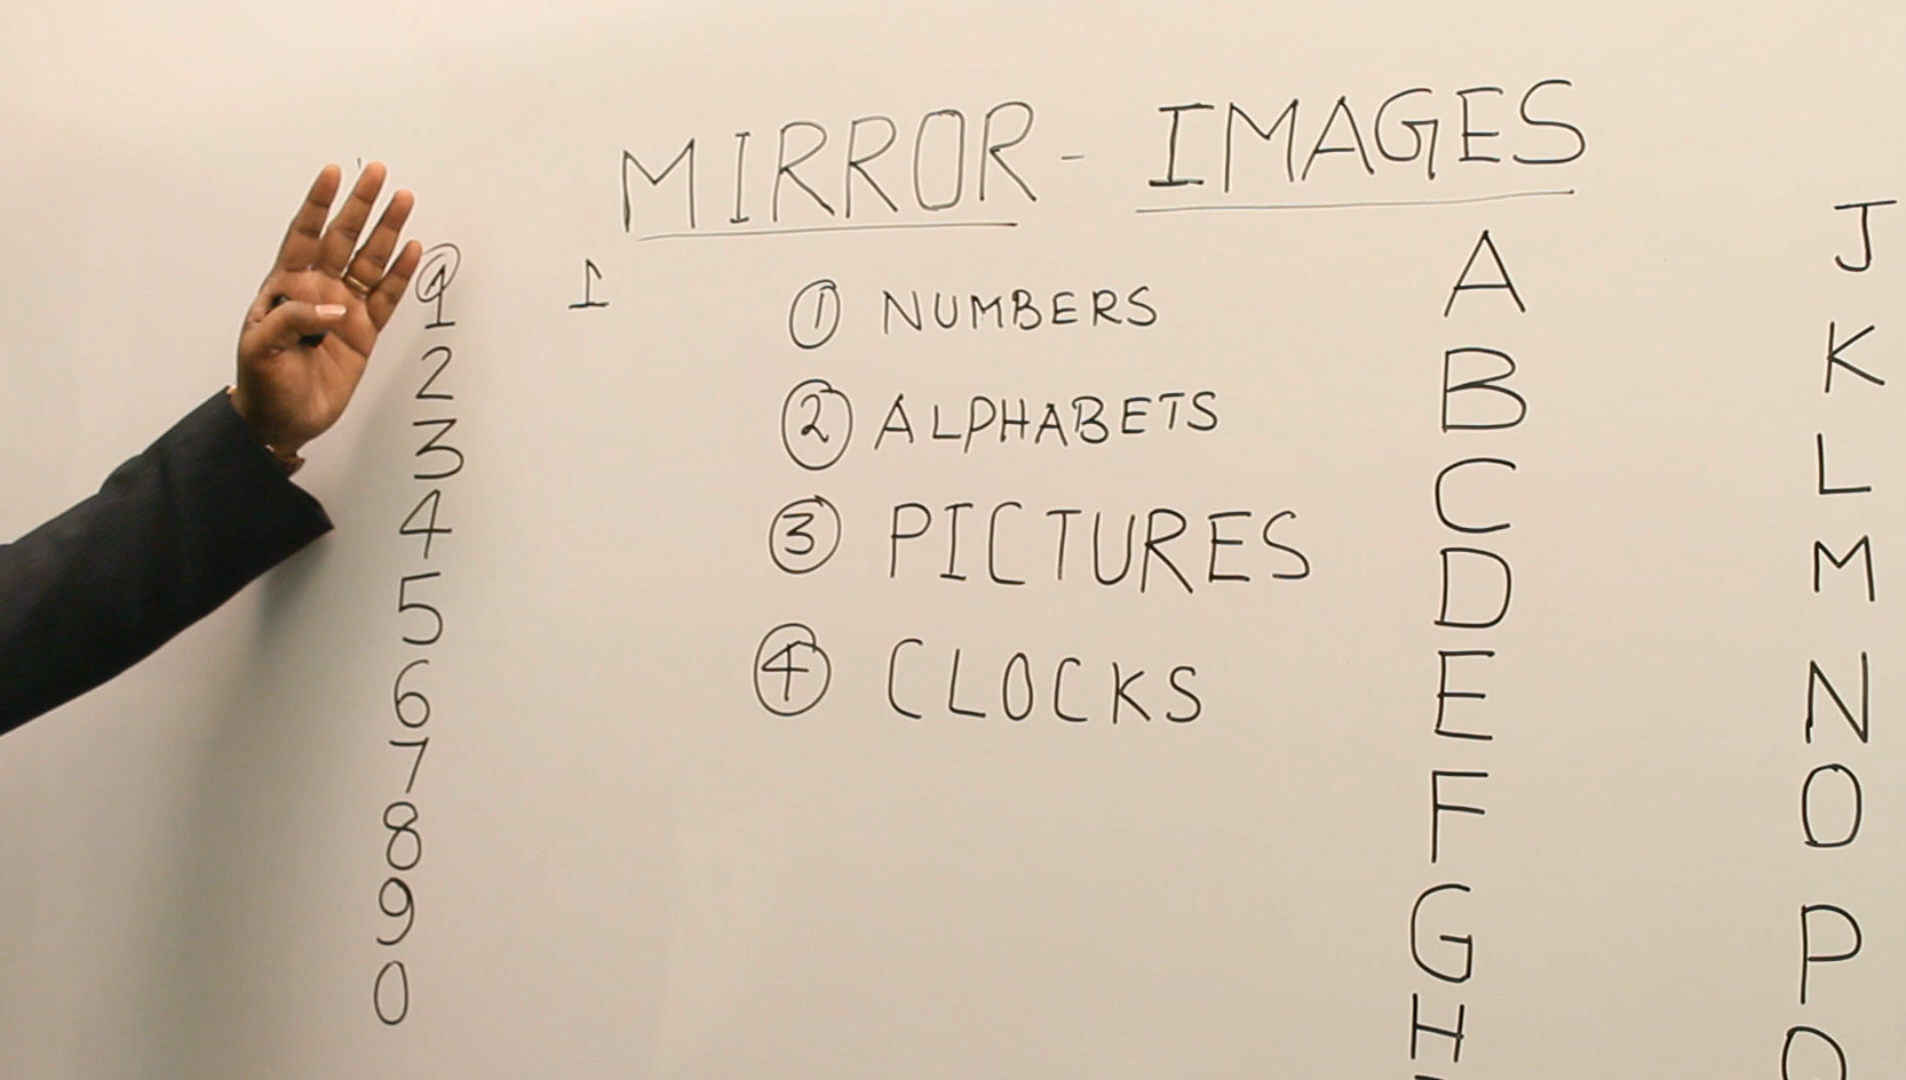 MIRROR - IMAGES
1
2
3
4
5
6
7
8
9
0
1
① NUMBERS
② ALPHABETS
③ PICTURES
④ CLOCKS
A
B
C
D
E
F
G
H
J
K
L
M
N
O
P